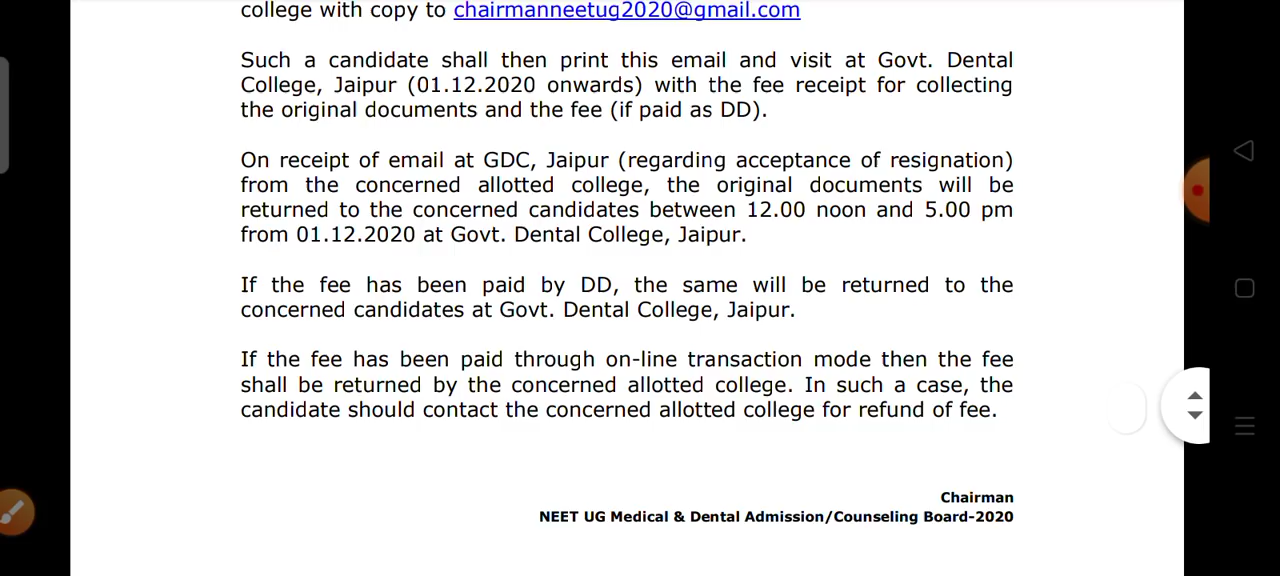 college with copy to chairmanneetug2020@gmail.com
Such a candidate shall then print this email and visit at Govt. Dental
College, Jaipur (01.12.2020 onwards) with the fee receipt for collecting
the original documents and the fee (if paid as DD).
On receipt of email at GDC, Jaipur (regarding acceptance of resignation)
from the concerned allotted college, the original documents will be
returned to the concerned candidates between 12.00 noon and 5.00 pm
from 01.12.2020 at Govt. Dental College, Jaipur.
If the fee has been paid by DD, the same will be returned to the
concerned candidates at Govt. Dental College, Jaipur.
If the fee has been paid through on-line transaction mode then the fee
shall be returned by the concerned allotted college. In such a case, the
candidate should contact the concerned allotted college for refund of fee.
Chairman
NEET UG Medical & Dental Admission/Counseling Board-2020